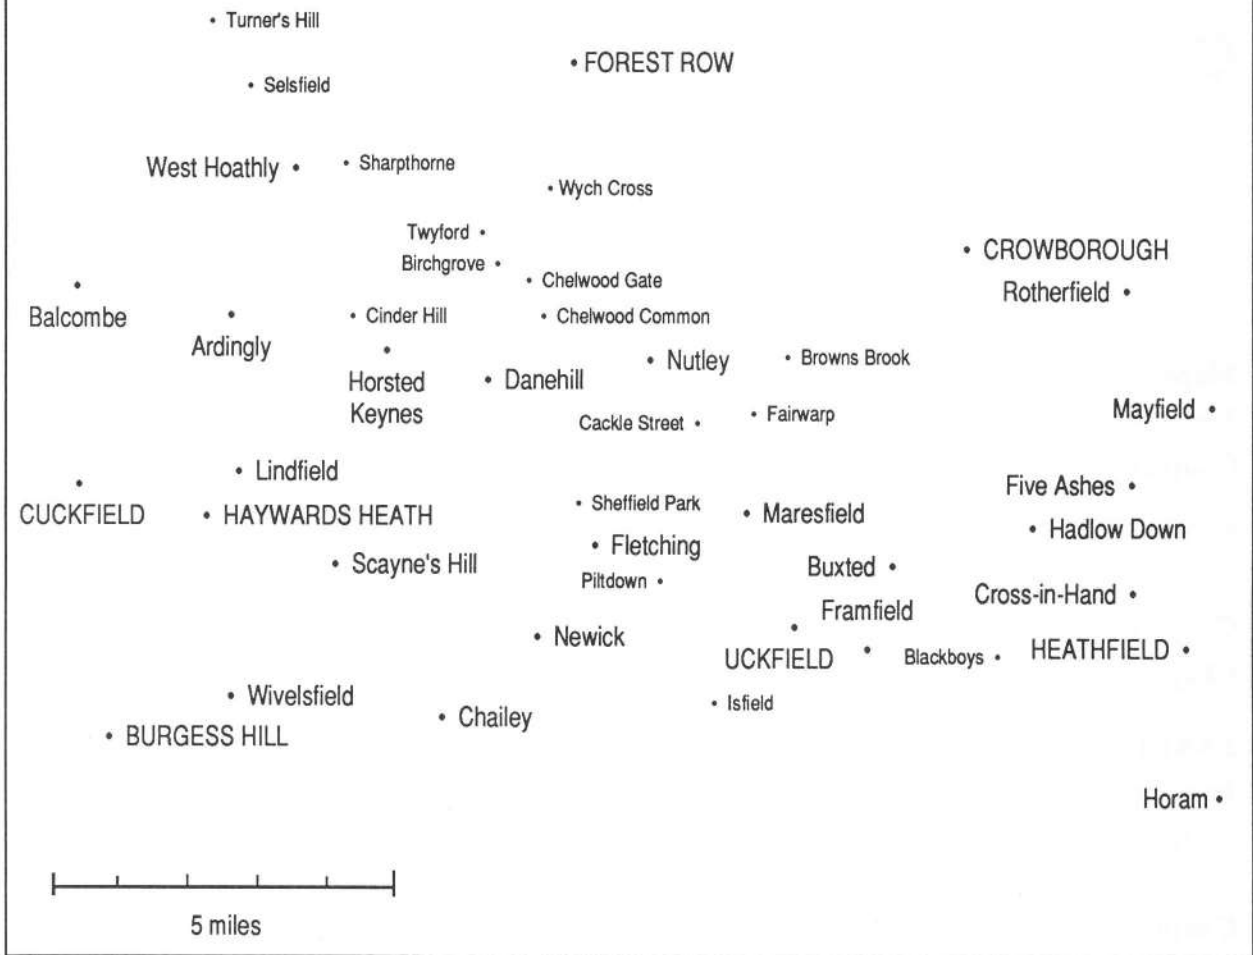 Turner's Hill
FOREST ROW
Selsfield
West Hoathly
Sharpthorne
Wych Cross
Twyford
Birchgrove
CROWBOROUGH
Chelwood Gate
Rotherfield
Balcombe
Cinder Hill
Chelwood Common
Ardingly
Nutley
Browns Brook
Horsted
Keynes
Danehill
Mayfield
Cackle Street
Fairwarp
Lindfield
Five Ashes
CUCKFIELD
HAYWARDS HEATH
Sheffield Park
Maresfield
Hadlow Down
Fletching
Scayne's Hill
Buxted
Piltdown
Cross-in-Hand
Framfield
Newick
UCKFIELD
Blackboys
HEATHFIELD
Wivelsfield
Isfield
Chailey
BURGESS HILL
Horam
5 miles